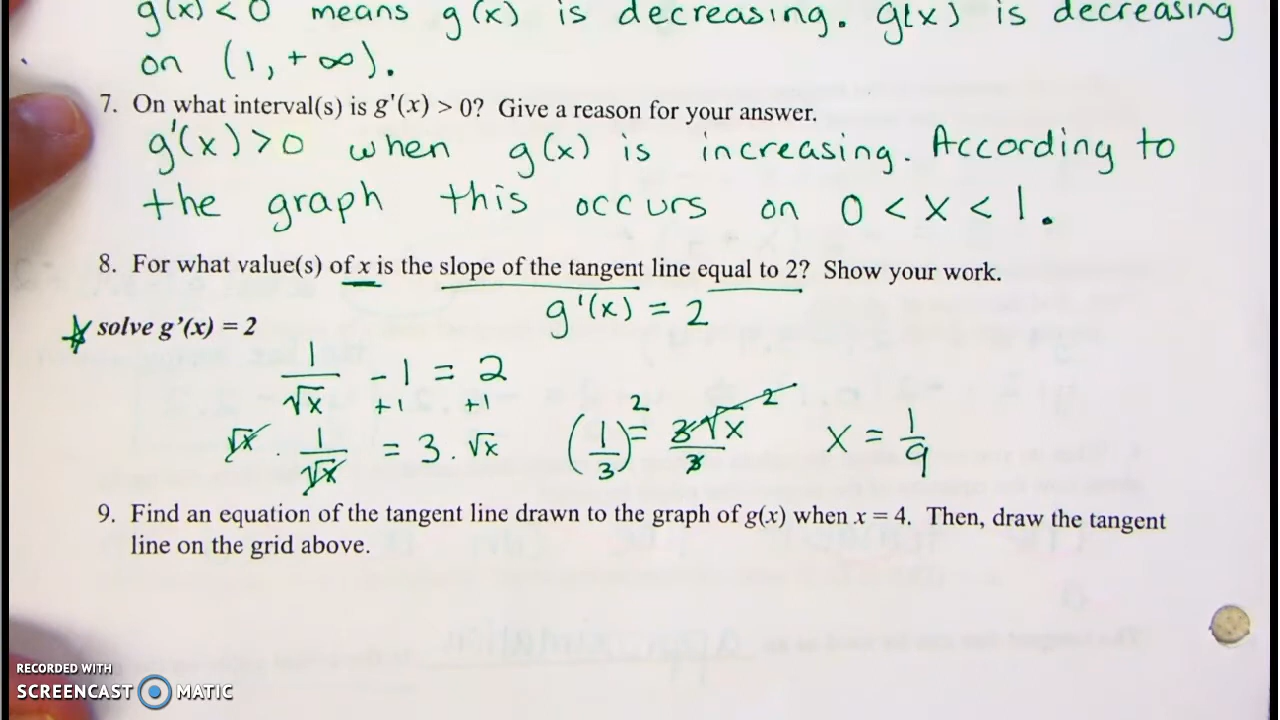 g'(x) < 0 means g(x) is decreasing. g(x) is decreasing
on (1, +∞).
7. On what interval(s) is g'(x) > 0? Give a reason for your answer.
g'(x) > 0 when g(x) is increasing. According to
the graph this occurs on 0 < x < 1.
8. For what value(s) of x is the slope of the tangent line equal to 2? Show your work.
g'(x) = 2
solve g'(x) = 2
1/√x - 1 = 2
+1 +1
√x · 1/√x = 3 · √x (1/3)² = 3√x/3 ² x = 1/9
9. Find an equation of the tangent line drawn to the graph of g(x) when x = 4. Then, draw the tangent
line on the grid above.
RECORDED WITH
SCREENCAST MATIC